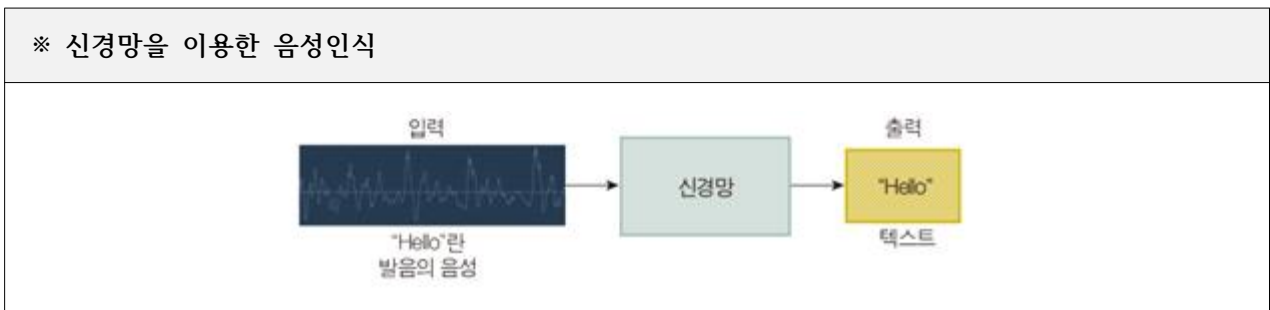 ※ 신경망을 이용한 음성인식
입력
출력
신경망
"Hello"
"Hello"란
발음의 음성
텍스트